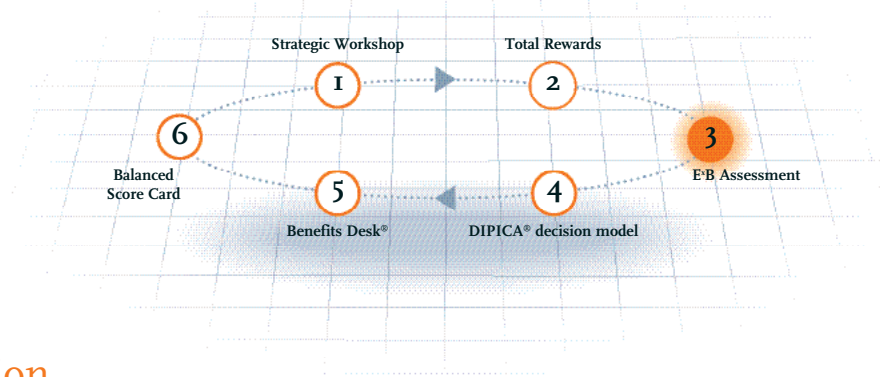 Strategic Workshop
Total Rewards
1
2
6
3
Balanced
Score Card
E•B Assessment
5
4
Benefits Desk®
DIPICA® decision model
on